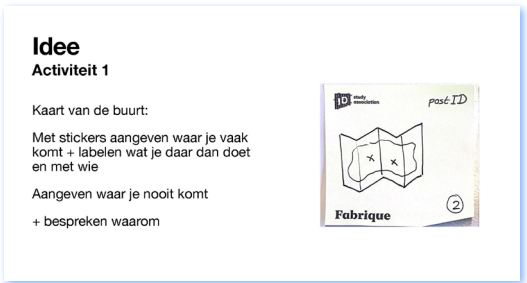 Idee
Activiteit 1
Kaart van de buurt:
Met stickers aangeven waar je vaak
komt + labelen wat je daar dan doet
en met wie
Aangeven waar je nooit komt
+ bespreken waarom
ID study
association
post-ID
Fabrique
2